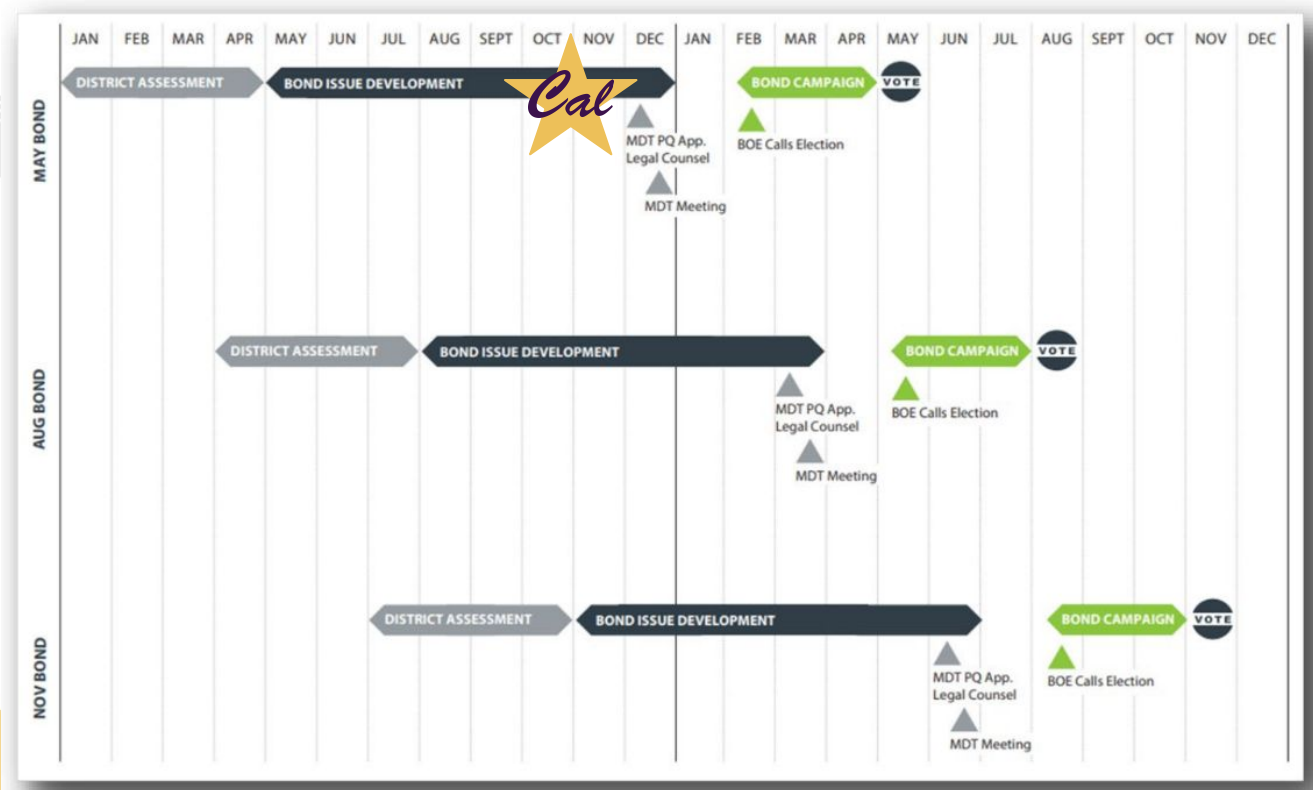 JAN FEB MAR APR MAY JUN JUL AUG SEPT OCT NOV DEC JAN FEB MAR APR MAY JUN JUL AUG SEPT OCT NOV DEC
MAY BOND
DISTRICT ASSESSMENT
BOND ISSUE DEVELOPMENT
Cal
BOND CAMPAIGN
VOTE
MDT PQ App.
Legal Counsel
MDT Meeting
BOE Calls Election
AUG BOND
DISTRICT ASSESSMENT
BOND ISSUE DEVELOPMENT
BOND CAMPAIGN
VOTE
MDT PQ App.
Legal Counsel
MDT Meeting
BOE Calls Election
NOV BOND
DISTRICT ASSESSMENT
BOND ISSUE DEVELOPMENT
BOND CAMPAIGN
VOTE
MDT PQ App.
Legal Counsel
MDT Meeting
BOE Calls Election